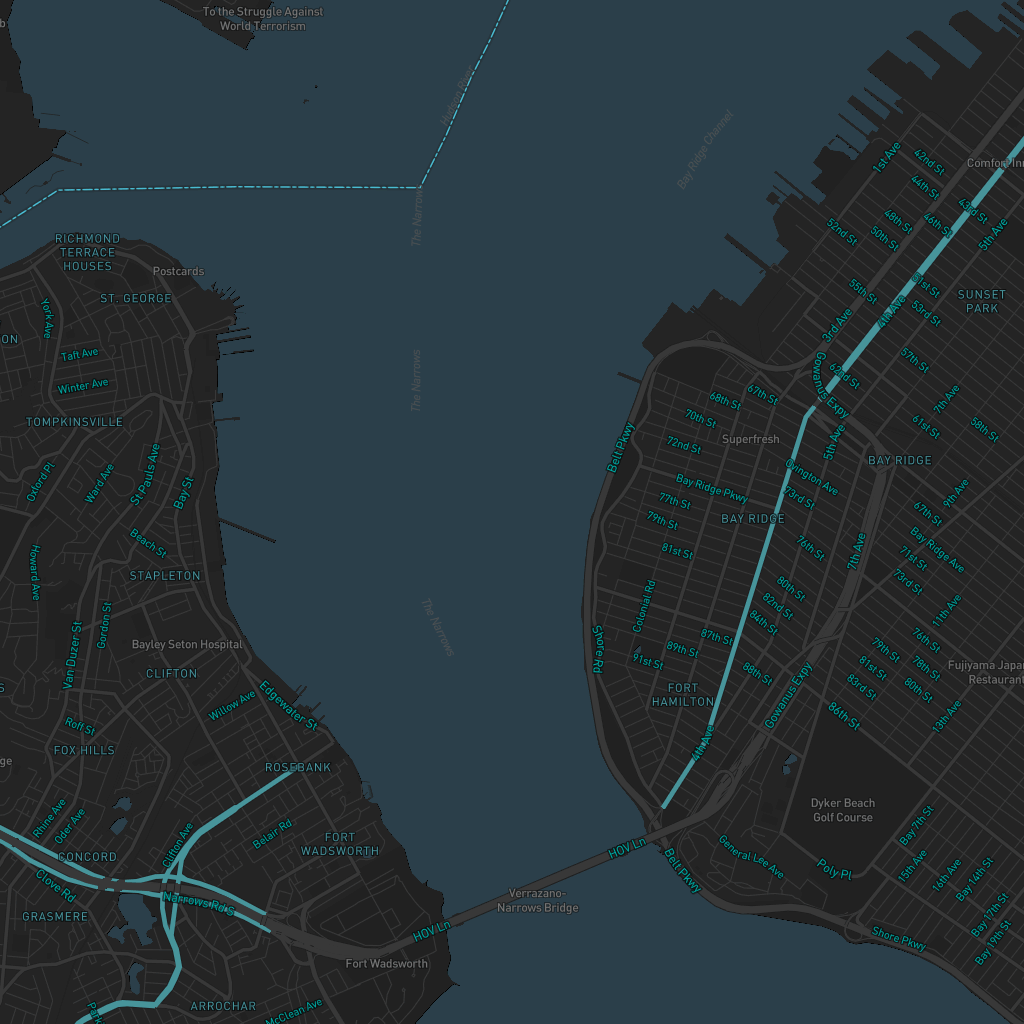 To the Struggle Against
World Terrorism
Hudson River
Bay Ridge Channel
The Narrows
1st Ave
42nd St
44th St
Comfort Inn
43rd St
46th St
48th St
50th St
52nd St
5th Ave
RICHMOND
TERRACE
HOUSES
Postcards
ST. GEORGE
York Ave
51st St
55th St
4th Ave
53rd St
SUNSET
PARK
3rd Ave
Taft Ave
Winter Ave
The Narrows
57th St
62nd St
Gowanus Expy
67th St
68th St
7th Ave
70th St
61st St
58th St
TOMPKINSVILLE
Superfresh
5th Ave
72nd St
Belt Pkwy
BAY RIDGE
Oxford Pl
Ward Ave
St Pauls Ave
Bay St
Ovington Ave
Bay Ridge Pkwy
73rd St
77th St
79th St
BAY RIDGE
9th Ave
67th St
Beach St
76th St
7th Ave
Bay Ridge Ave
71st St
81st St
73rd St
Howard Ave
STAPLETON
80th St
82nd St
84th St
11th Ave
Colonial Rd
Gordon St
Van Duzer St
The Narrows
Bayley Seton Hospital
Shore Rd
87th St
89th St
91st St
88th St
76th St
79th St
78th St
81st St
80th St
83rd St
Fujiyama Japan
Restaurant
CLIFTON
Edgewater St
Willow Ave
FORT
HAMILTON
Gowanus Expy
86th St
13th Ave
Roff St
FOX HILLS
4th Ave
ROSEBANK
Rhine Ave
Oder Ave
Belair Rd
Clifton Ave
FORT
WADSWORTH
Dyker Beach
Golf Course
Bay 7th St
CONCORD
Clove Rd
HOV Ln
Belt Pkwy
General Lee Ave
Poly Pl
15th Ave
16th Ave
Bay 14th St
Narrows Rd S
GRASMERE
Verrazano-
Narrows Bridge
HOV Ln
Shore Pkwy
Bay 17th St
Bay 19th St
Fort Wadsworth
ARROCHAR
McClean Ave
Park